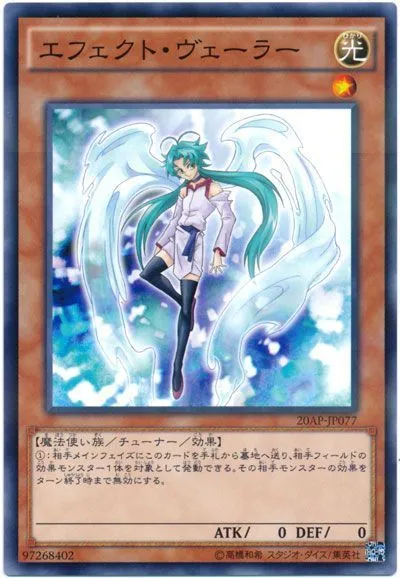 エフェクト・ヴェーラー
光
20AP-JP077
【魔法使い族/チューナー/効果】
①:相手メインフェイズにこのカードを手札から墓地へ送り、相手フィールドの
効果モンスター1体を対象として発動できる。その相手モンスターの効果を
ターン終了時まで無効にする。
ATK/ 0 DEF/ 0
97268402 ©高橋和希 スタジオ・ダイス/集英社